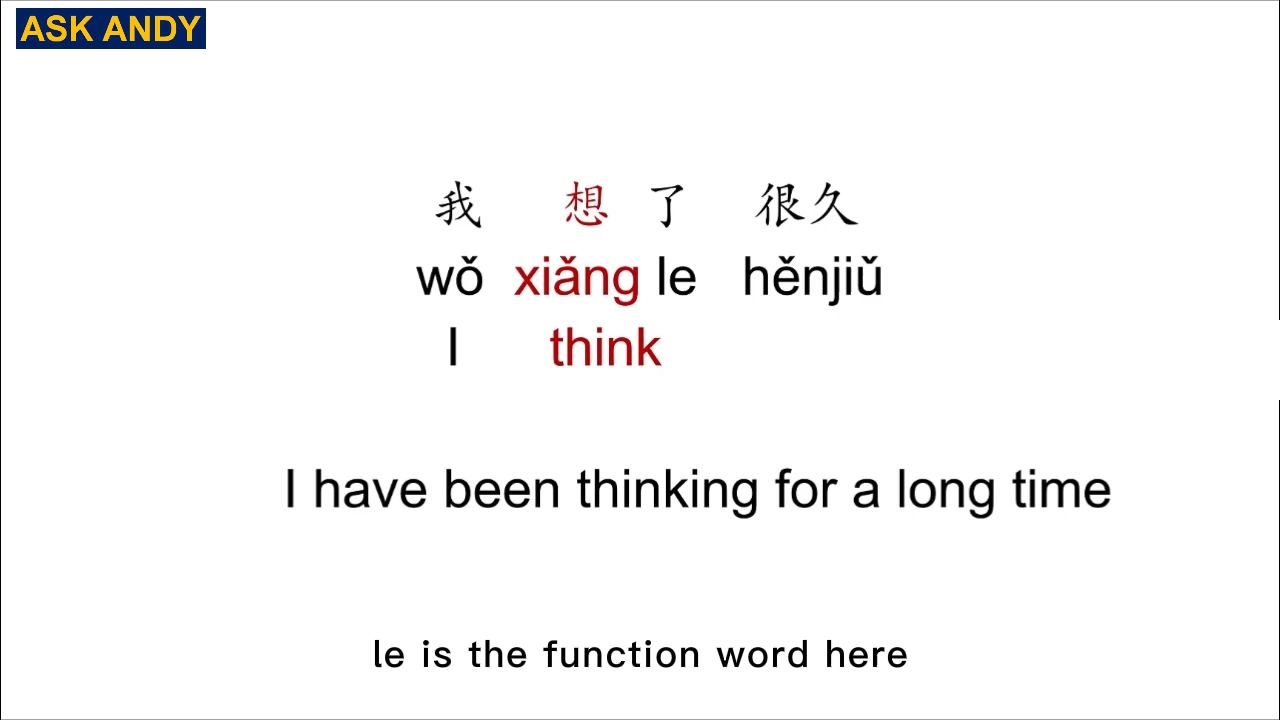 ASK ANDY
我 想 了 很久
wǒ xiǎng le hěnjiǔ
I think
I have been thinking for a long time
le is the function word here